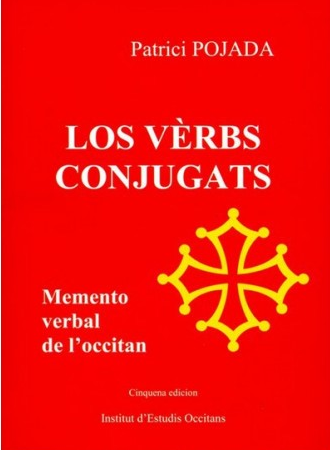 Patrici POJADA
LOS VÈRBS
CONJUGATS
Memento
verbal
de l'occitan
Cinquena edicion
Institut d'Estudis Occitans